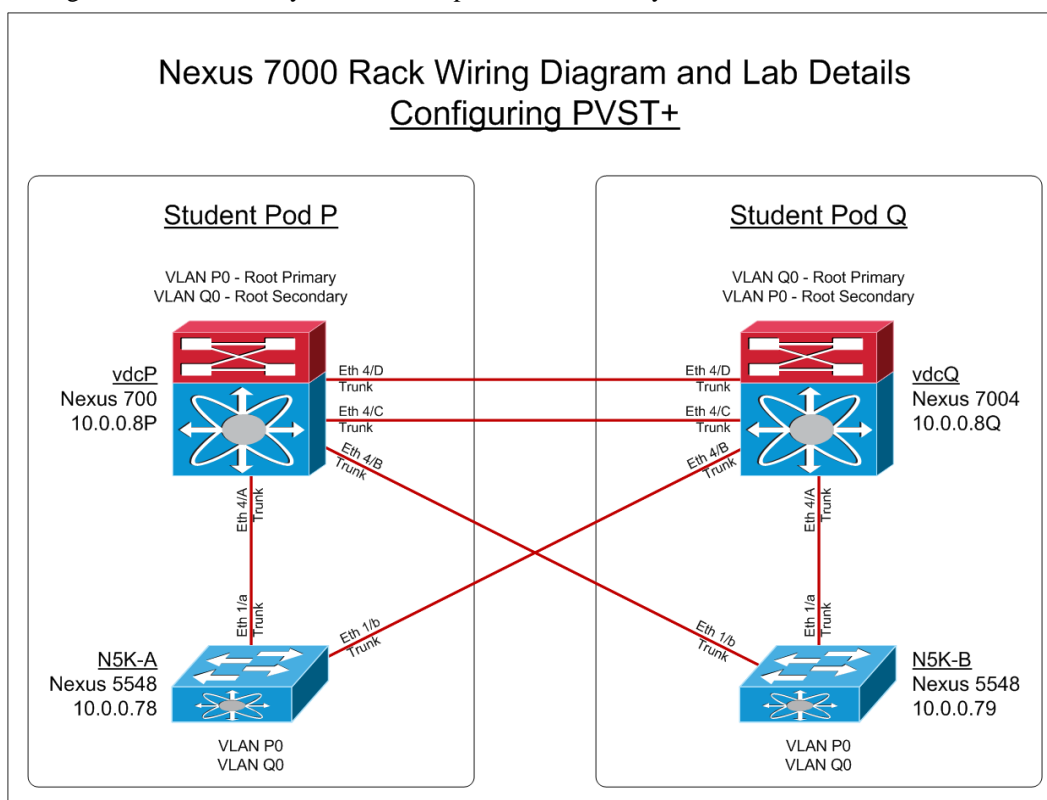 Nexus 7000 Rack Wiring Diagram and Lab Details
Configuring PVST+
Student Pod P
VLAN P0 - Root Primary
VLAN Q0 - Root Secondary
Student Pod Q
VLAN Q0 - Root Primary
VLAN P0 - Root Secondary
vdcP
Nexus 700
10.0.0.8P
Eth 4/D
Trunk
Eth 4/C
Trunk
Eth 4/B
Trunk
Eth 4/A
Trunk
Eth 4/D
Trunk
Eth 4/C
Trunk
Eth 4/B
Trunk
Eth 4/A
Trunk
vdcQ
Nexus 7004
10.0.0.8Q
Eth 1/a
Trunk
Eth 1/b
Trunk
Eth 1/b
Trunk
Eth 1/a
Trunk
N5K-A
Nexus 5548
10.0.0.78
VLAN P0
VLAN Q0
N5K-B
Nexus 5548
10.0.0.79
VLAN P0
VLAN Q0